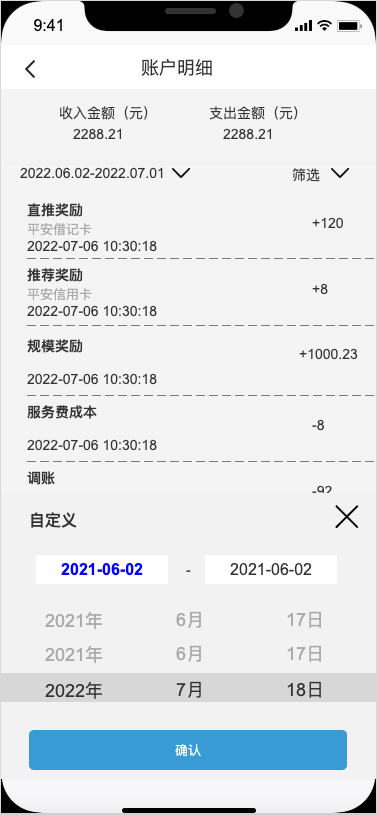 9:41
账户明细
收入金额（元） 支出金额（元）
2288.21 2288.21
2022.06.02-2022.07.01 筛选
直推奖励
平安借记卡 +120
2022-07-06 10:30:18
推荐奖励
平安信用卡 +8
2022-07-06 10:30:18
规模奖励
+1000.23
2022-07-06 10:30:18
服务费成本
-8
2022-07-06 10:30:18
调账
-92
自定义
2021-06-02 - 2021-06-02
2021年 6月 17日
2021年 6月 17日
2022年 7月 18日
确认